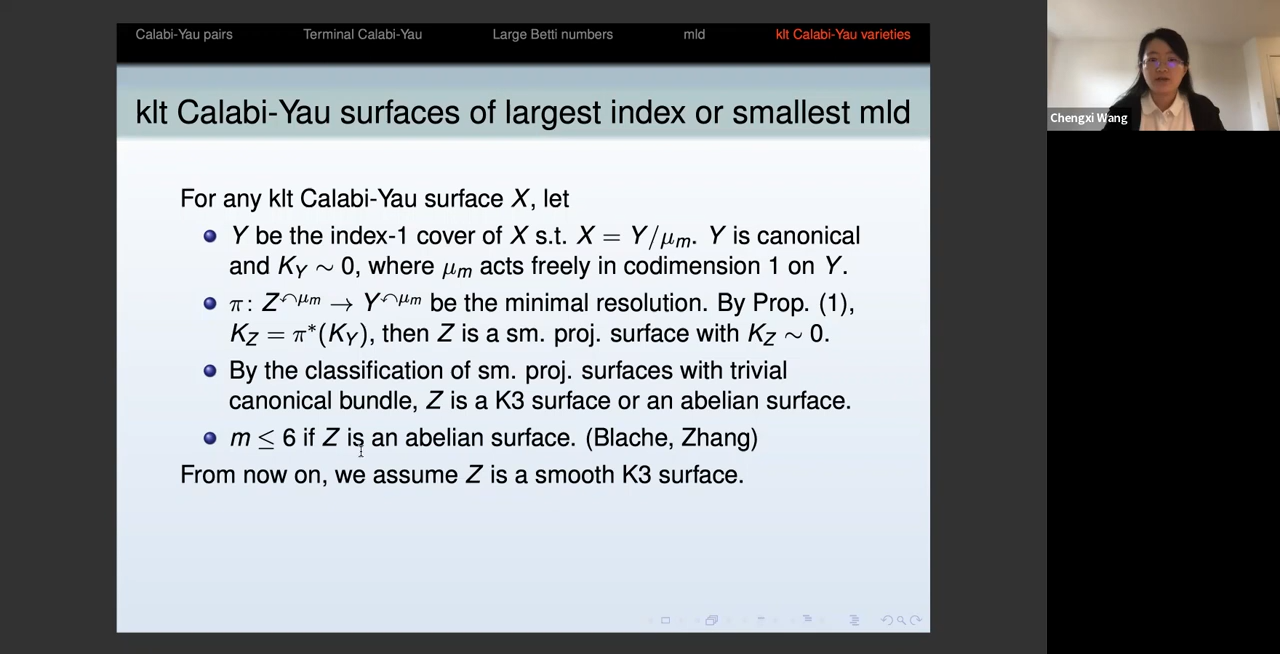 Calabi-Yau pairs Terminal Calabi-Yau Large Betti numbers mld klt Calabi-Yau varieties
klt Calabi-Yau surfaces of largest index or smallest mld
For any klt Calabi-Yau surface X, let
Y be the index-1 cover of X s.t. X = Y/μ_m. Y is canonical
and K_Y ∼ 0, where μ_m acts freely in codimension 1 on Y.
π: Z^{↶μ_m} → Y^{↶μ_m} be the minimal resolution. By Prop. (1),
K_Z = π*(K_Y), then Z is a sm. proj. surface with K_Z ∼ 0.
By the classification of sm. proj. surfaces with trivial
canonical bundle, Z is a K3 surface or an abelian surface.
m ≤ 6 if Z is an abelian surface. (Blache, Zhang)
From now on, we assume Z is a smooth K3 surface.
Chengxi Wang